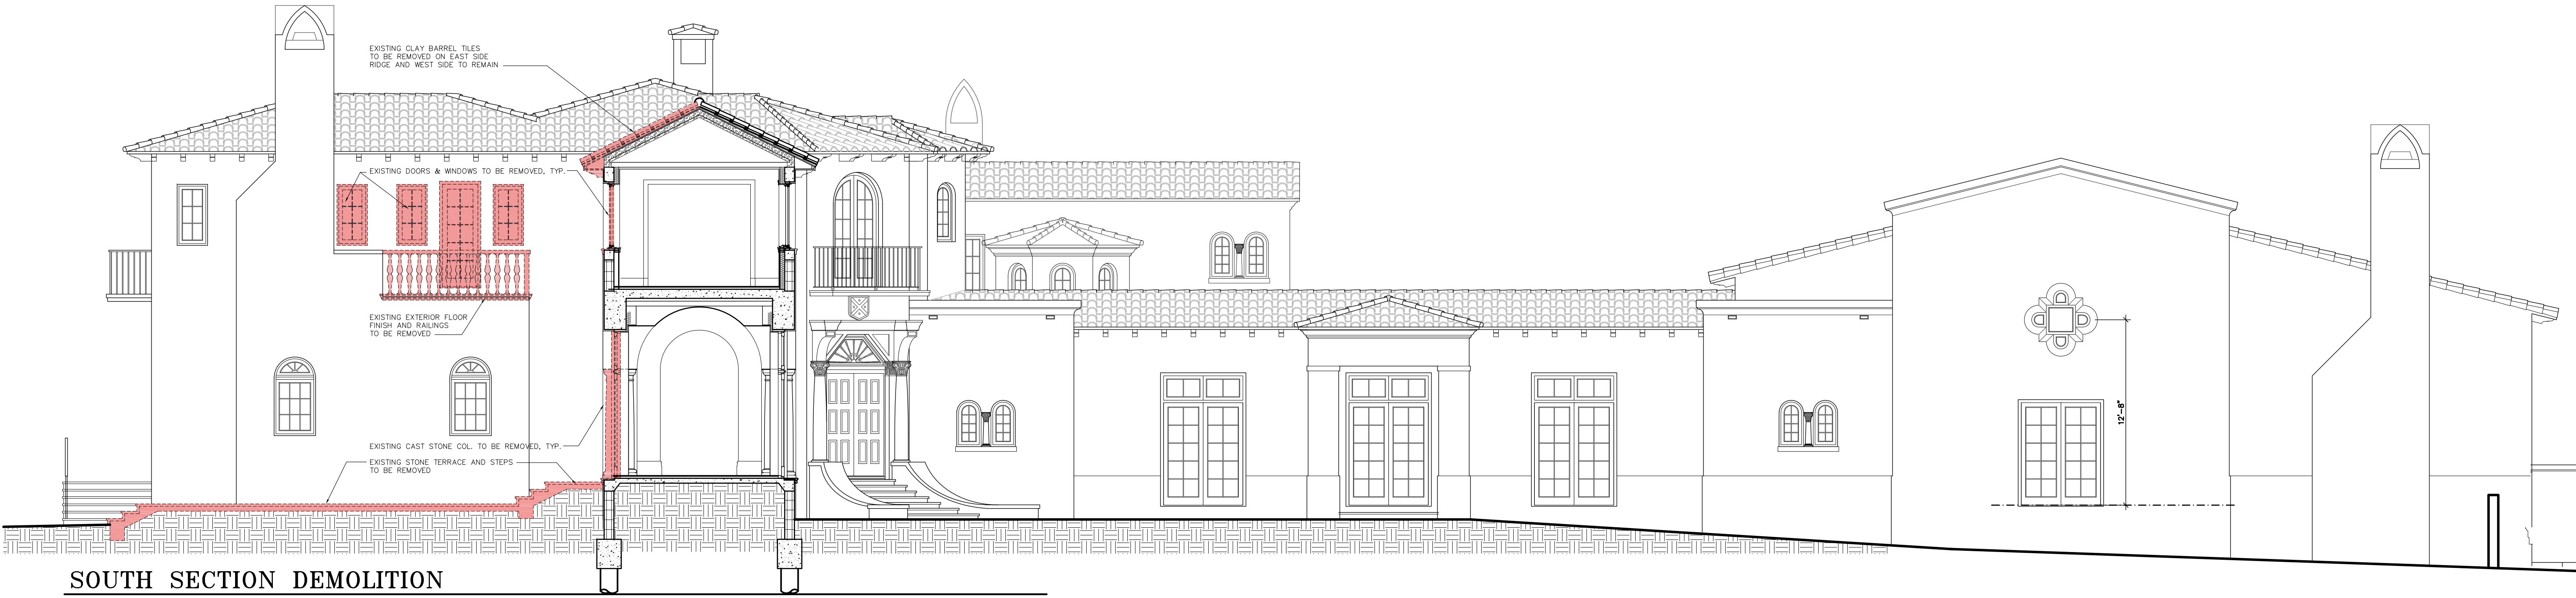 EXISTING CLAY BARREL TILES
TO BE REMOVED ON EAST SIDE
RIDGE AND WEST SIDE TO REMAIN
EXISTING DOORS & WINDOWS TO BE REMOVED, TYP.
EXISTING EXTERIOR FLOOR
FINISH AND RAILINGS
TO BE REMOVED
EXISTING CAST STONE COL. TO BE REMOVED, TYP.
EXISTING STONE TERRACE AND STEPS
TO BE REMOVED
12'-8"
SOUTH SECTION DEMOLITION